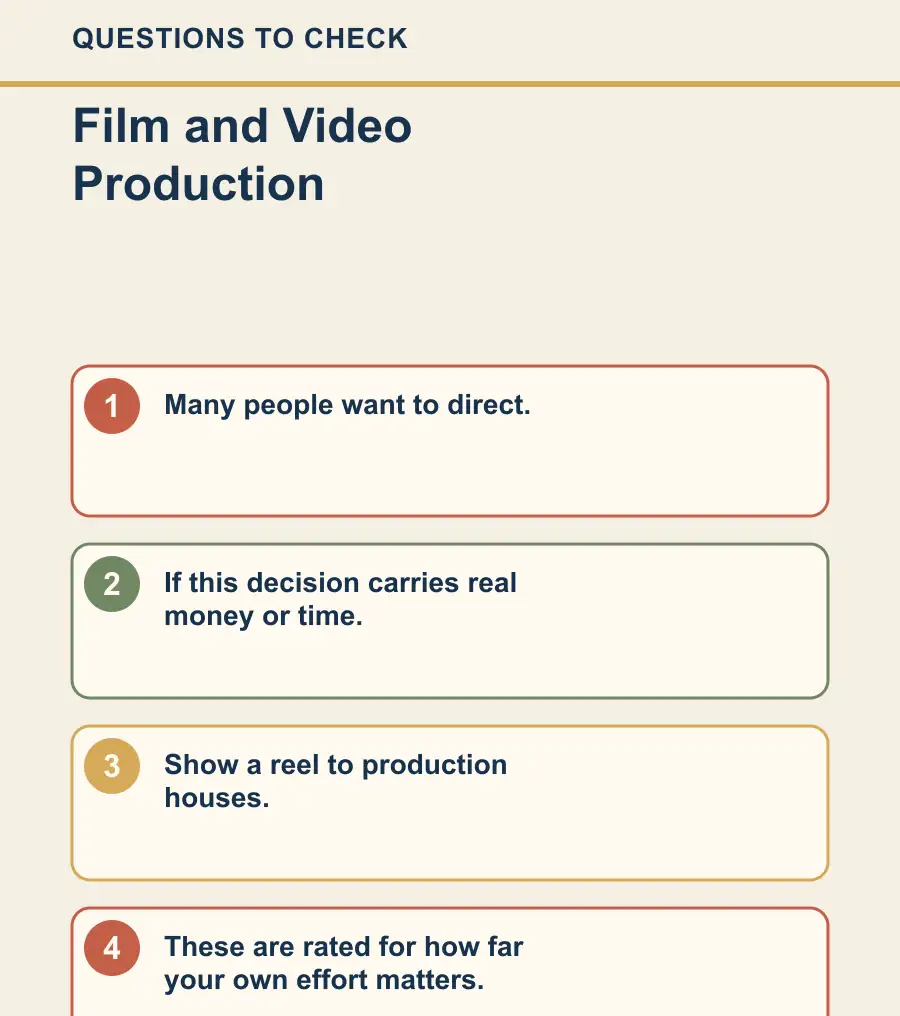 QUESTIONS TO CHECK
Film and Video
Production
1
Many people want to direct.
2
If this decision carries real
money or time.
3
Show a reel to production
houses.
4
These are rated for how far
your own effort matters.